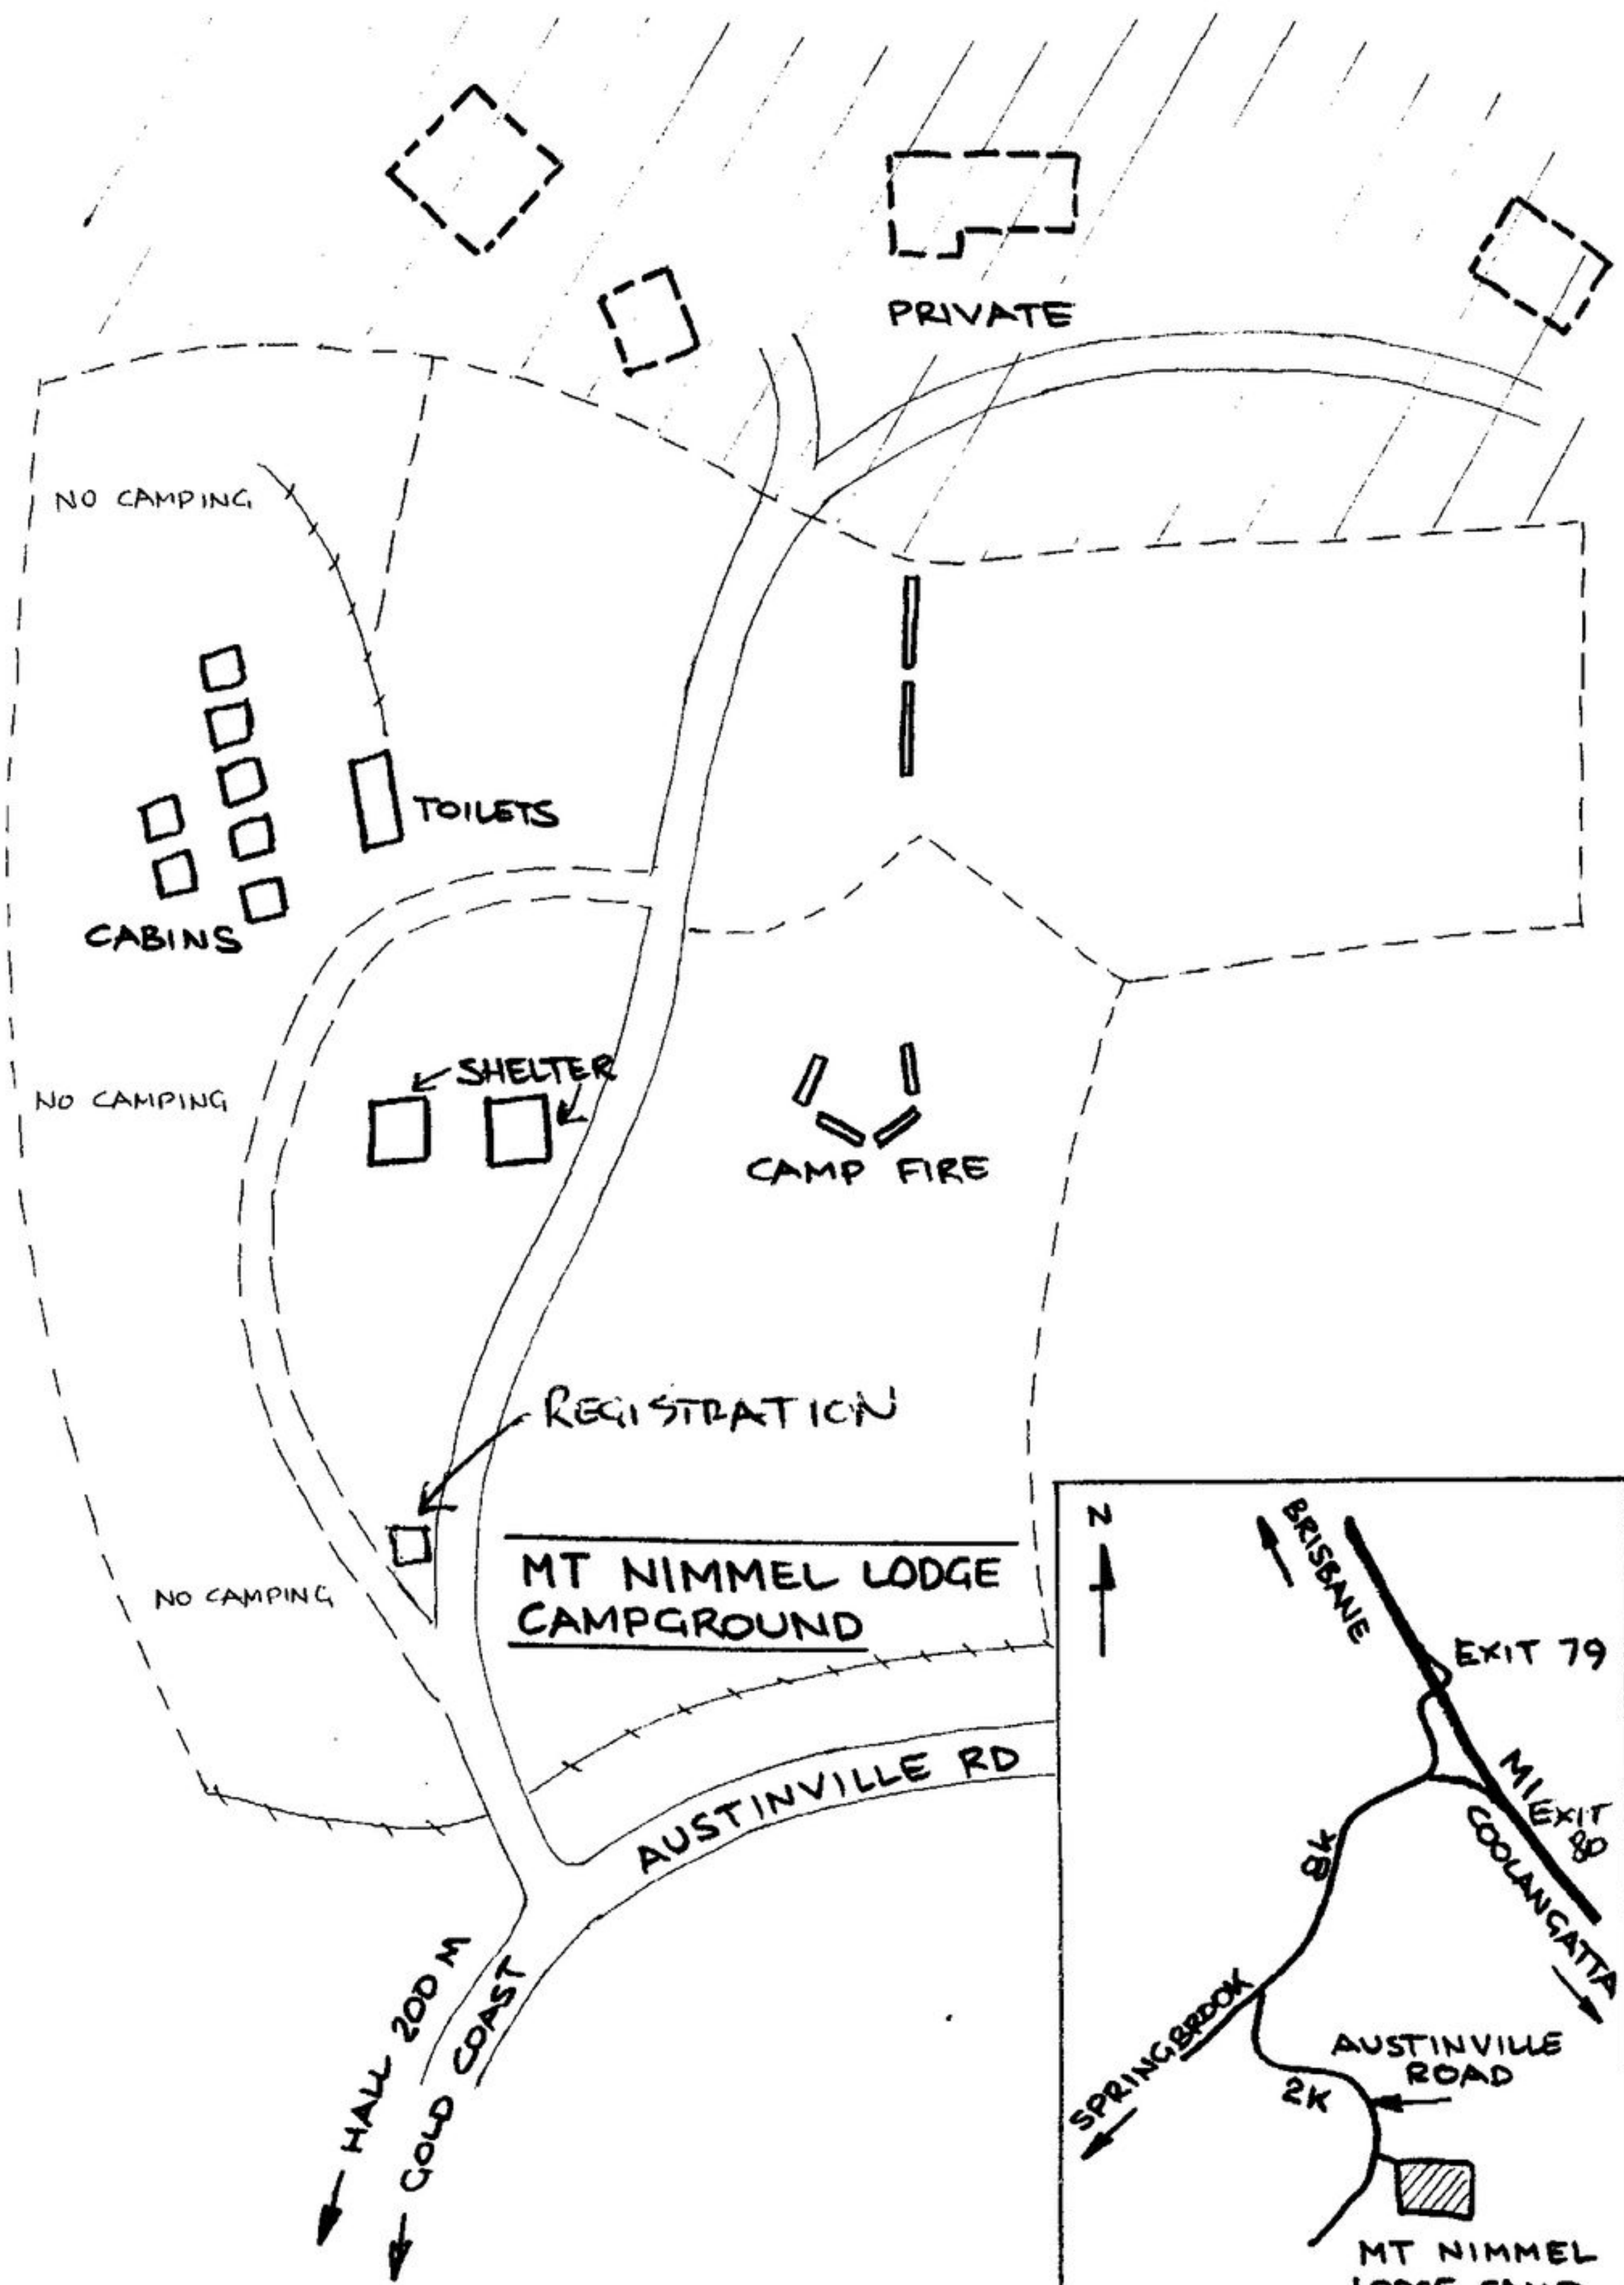 PRIVATE
NO CAMPING
TOILETS
CABINS
SHELTER
NO CAMPING
CAMP FIRE
REGISTRATION
MT NIMMEL LODGE
CAMPGROUND
NO CAMPING
AUSTINVILLE RD
HALL 200 M
GOLD COAST
N
BRISBANE
EXIT 79
M1
EXIT
80
COOLANGATTA
8K
SPRINGBROOK
AUSTINVILLE
ROAD
2K
MT NIMMEL
LODGE